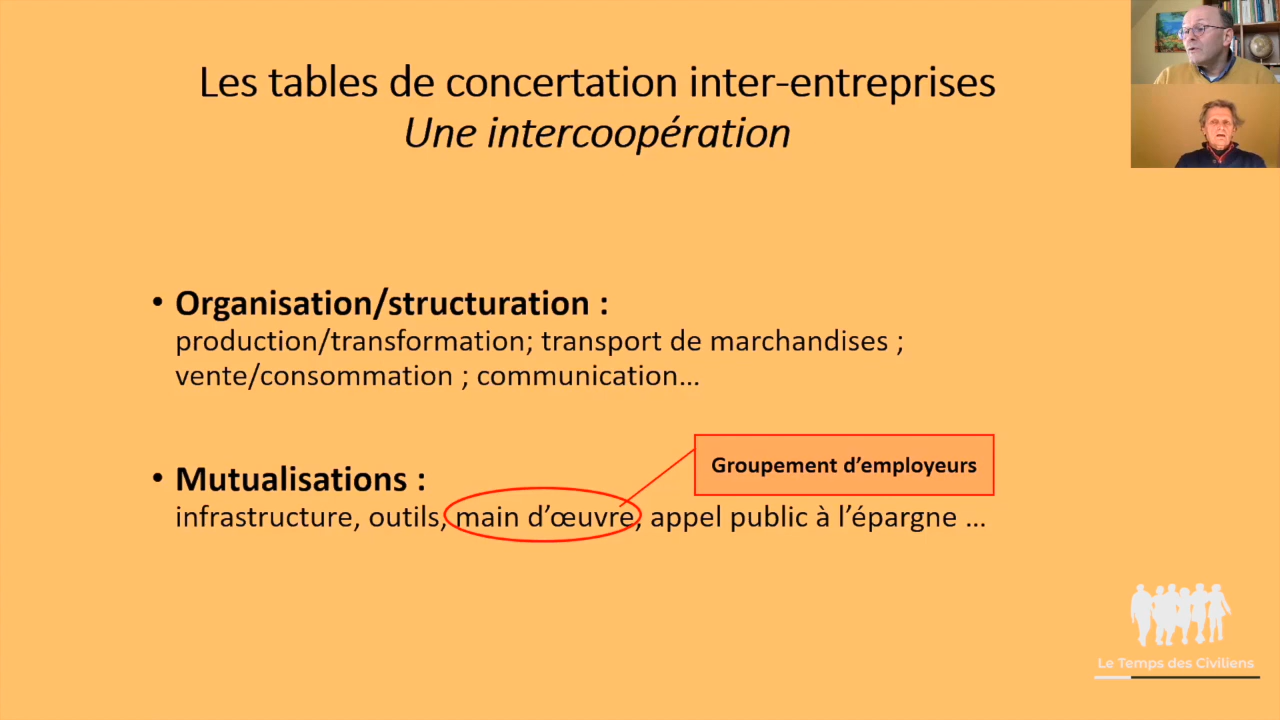 Les tables de concertation inter-entreprises
Une intercoopération
• Organisation/structuration :
production/transformation; transport de marchandises ;
vente/consommation ; communication...
Groupement d’employeurs
• Mutualisations :
infrastructure, outils, main d’œuvre, appel public à l’épargne ...
Le Temps des Civiliens